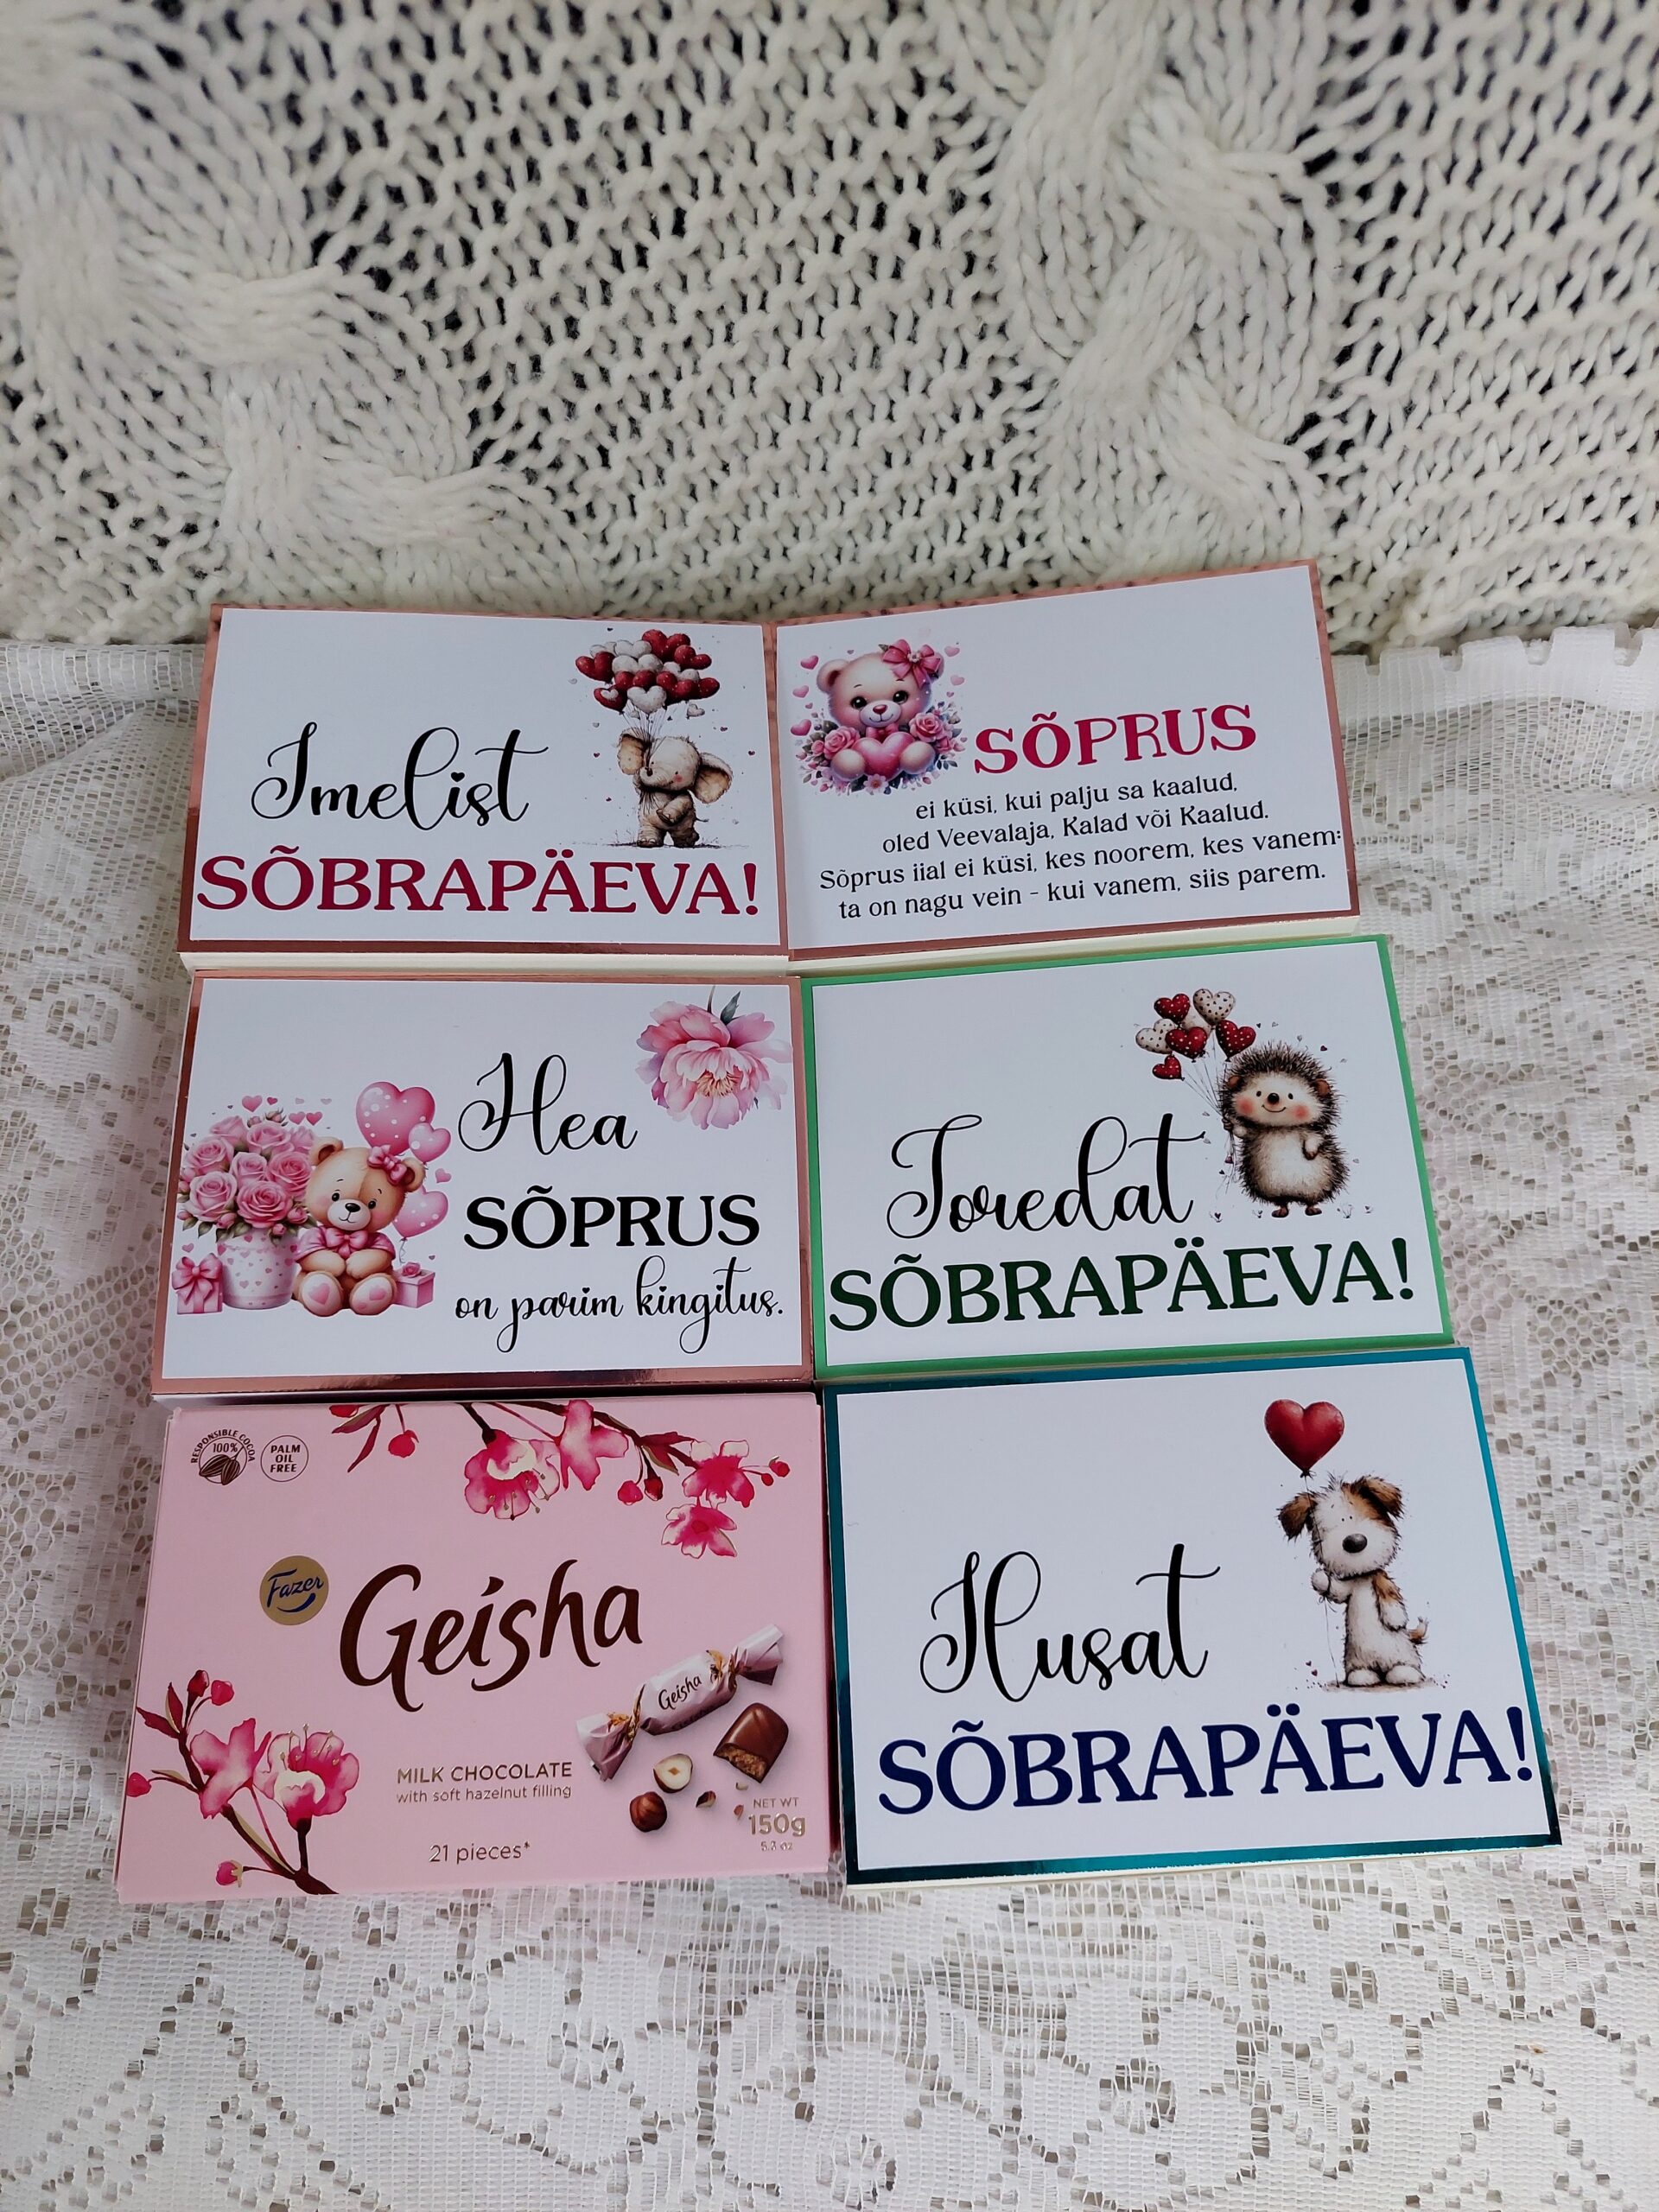 Imelist
SÕBRAPÄEVA!
SÕPRUS
ei küsi, kui palju sa kaalud,
oled Veevalaja, Kalad või Kaalud.
Sõprus iial ei küsi, kes noorem, kes vanem:
ta on nagu vein - kui vanem, siis parem.
Hea
SÕPRUS
on parim kingitus.
Toredat
SÕBRAPÄEVA!
RESPONSIBLE COCOA
100%
PALM
OIL
FREE
Fazer
Geisha
Geisha
MILK CHOCOLATE
with soft hazelnut filling
21 pieces*
NET WT
150g
5.3 oz
Ilusat
SÕBRAPÄEVA!